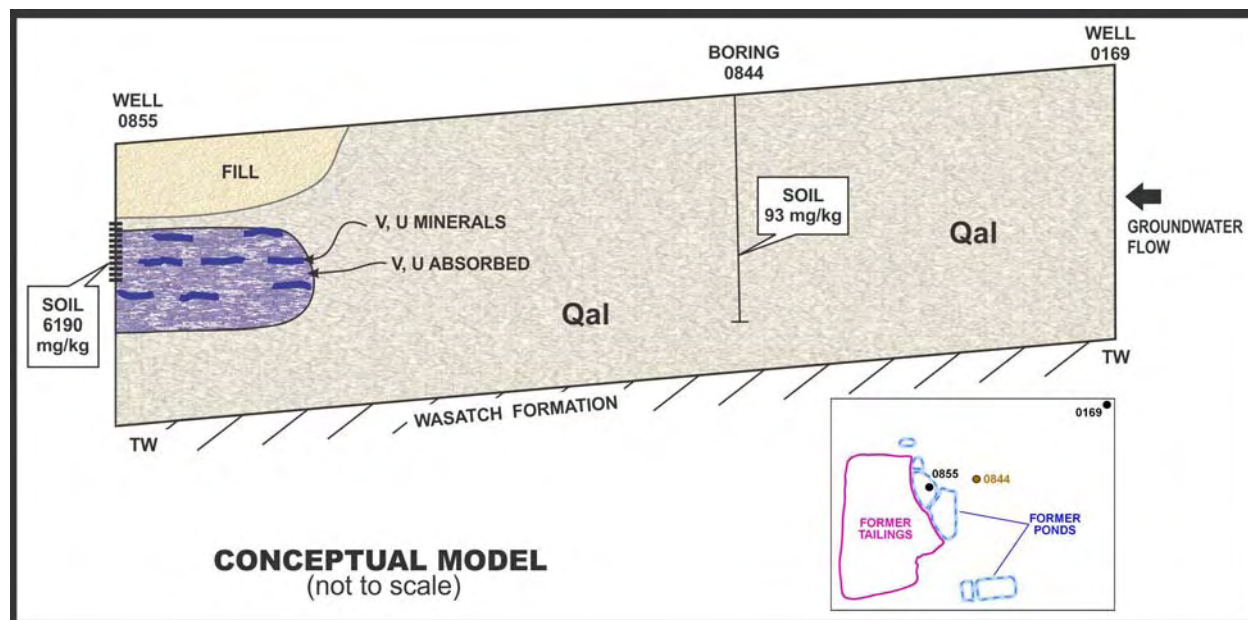 WELL
0169
BORING
0844
WELL
0855
FILL
SOIL
93 mg/kg
V, U MINERALS
V, U ABSORBED
Qal
Qal
GROUNDWATER
FLOW
SOIL
6190
mg/kg
TW
WASATCH FORMATION
TW
0169
0855
0844
FORMER
TAILINGS
FORMER
PONDS
CONCEPTUAL MODEL
(not to scale)